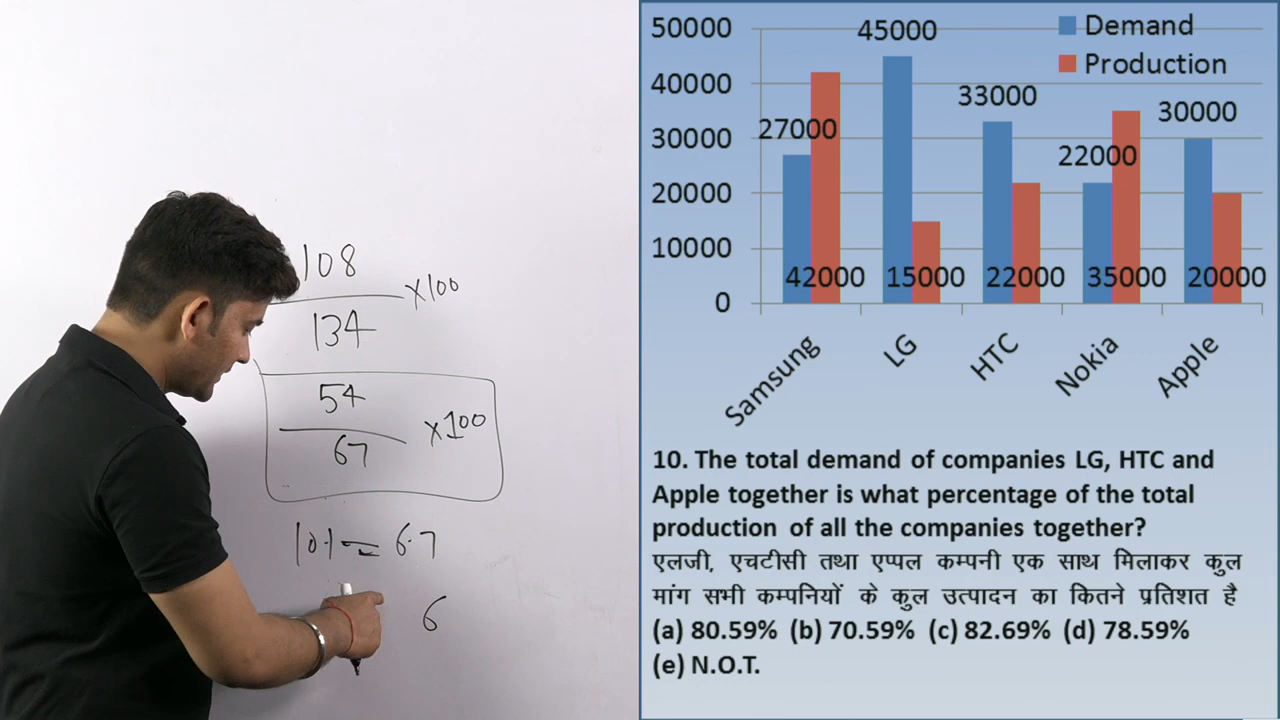 108
×100
134
54
×100
67
10% = 6.7
6
50000
40000
30000
20000
10000
0
Demand
Production
27000
45000
33000
22000
30000
42000
15000
22000
35000
20000
Samsung
LG
HTC
Nokia
Apple
10. The total demand of companies LG, HTC and
Apple together is what percentage of the total
production of all the companies together?
एलजी, एचटीसी तथा एप्पल कम्पनी एक साथ मिलाकर कुल
मांग सभी कम्पनियों के कुल उत्पादन का कितने प्रतिशत है
(a) 80.59% (b) 70.59% (c) 82.69% (d) 78.59%
(e) N.O.T.